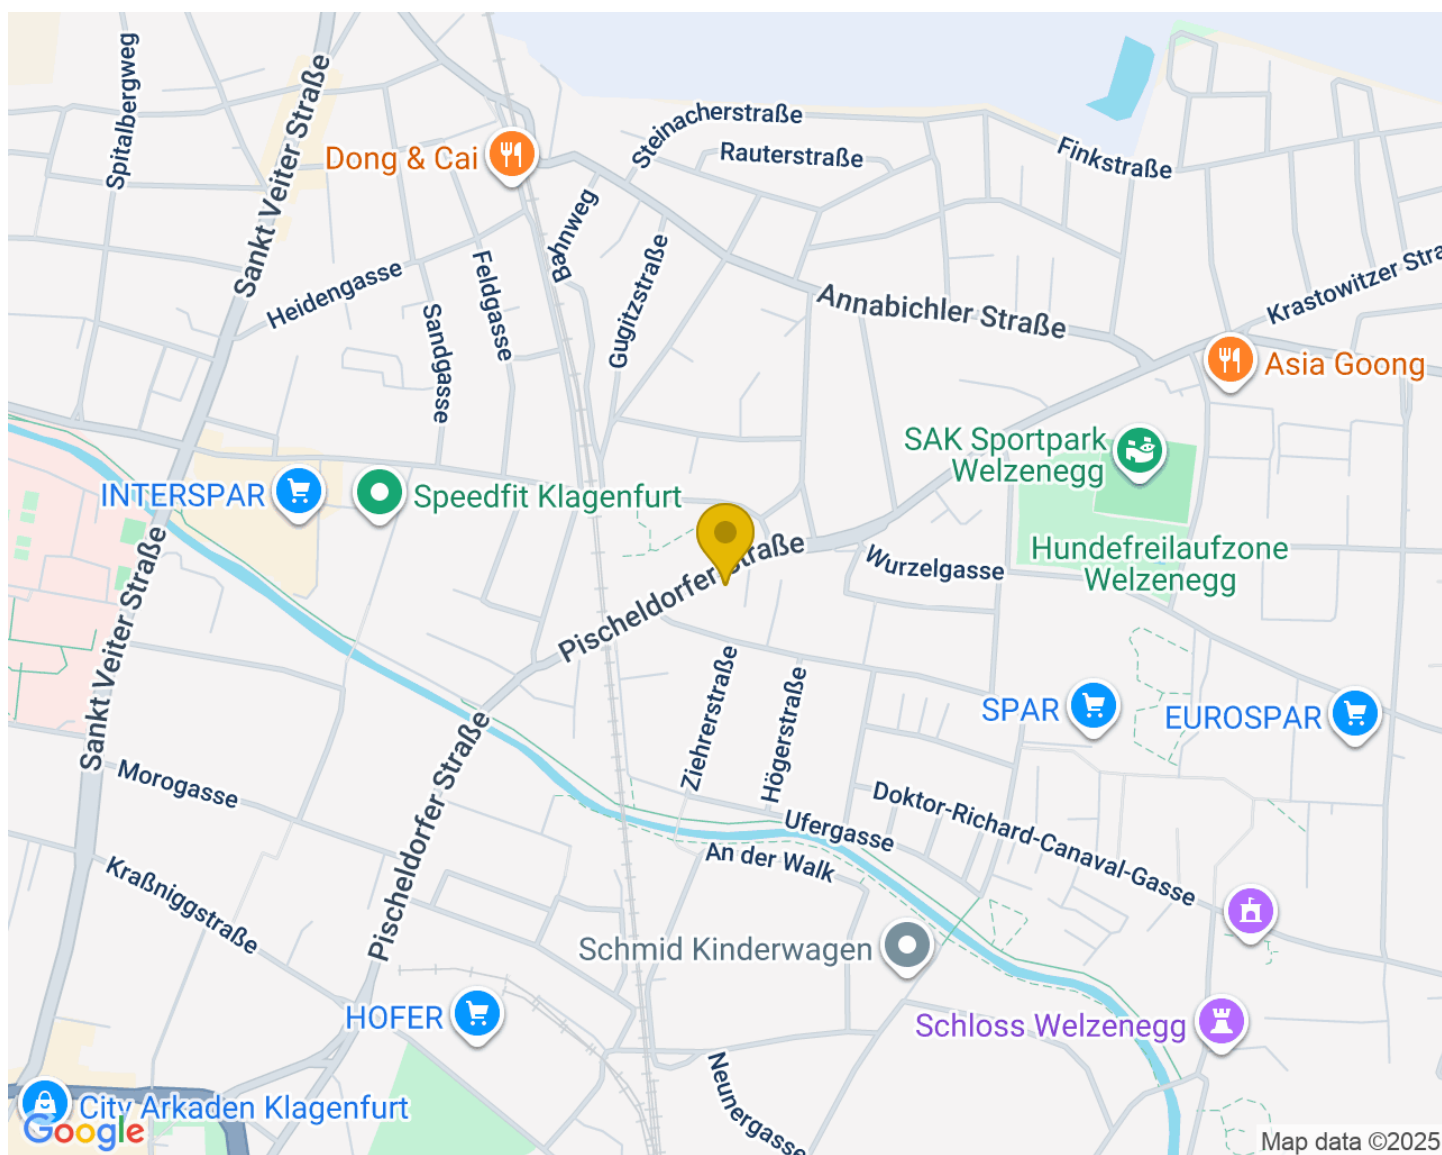 Spitalbergweg
Sankt Veiter Straße
Dong & Cai
Steinacherstraße
Rauterstraße
Finkstraße
Bahnweg
Gugitzstraße
Heidengasse
Feldgasse
Sandgasse
Annabichler Straße
Krastowitzer Stra
Asia Goong
SAK Sportpark
Welzenegg
INTERSPAR
Speedfit Klagenfurt
Hundefreilaufzone
Welzenegg
Wurzelgasse
Pischeldorfer Straße
Sankt Veiter Straße
Ziehrerstraße
Högerstraße
SPAR
EUROSPAR
Morogasse
Pischeldorfer Straße
Ufergasse
Doktor-Richard-Canaval-Gasse
An der Walk
Kraßniggstraße
Schmid Kinderwagen
HOFER
Schloss Welzenegg
Neunergasse
City Arkaden Klagenfurt
Google
Map data ©2025